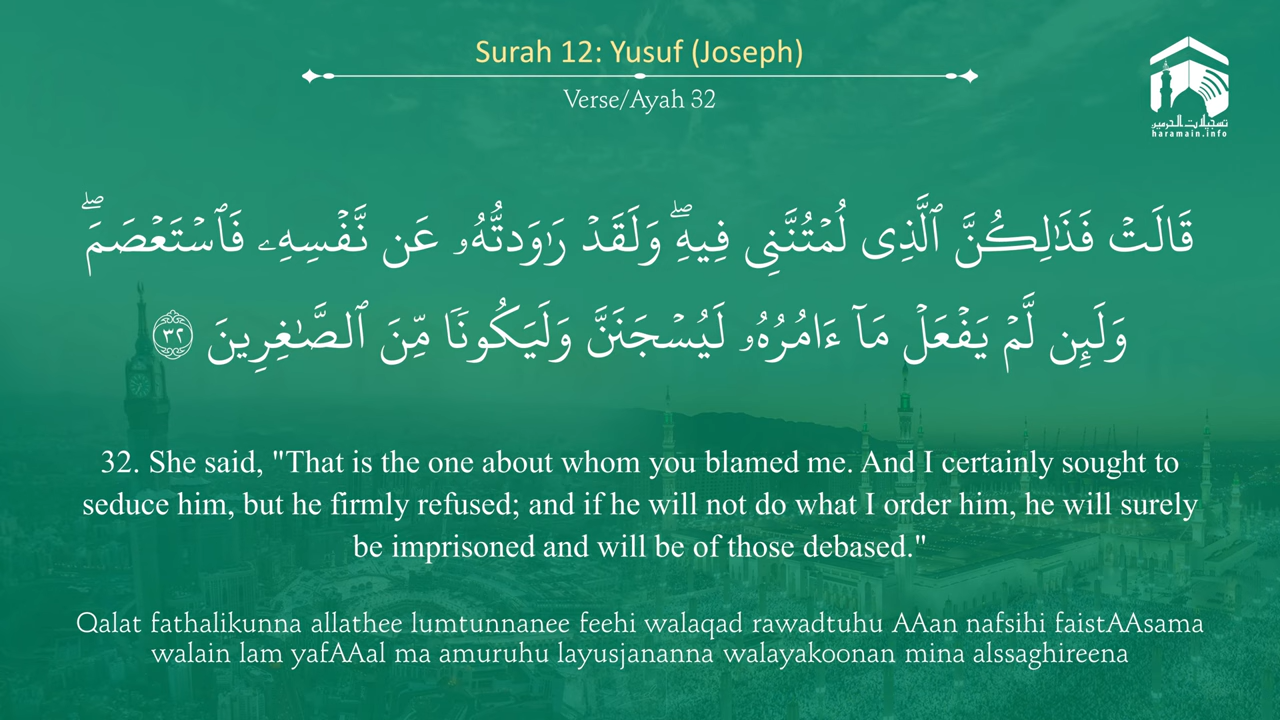 Surah 12: Yusuf (Joseph)
Verse/Ayah 32
تسجيلات الحرمين
haramain.info
قَالَتْ فَذَٰلِكُنَّ ٱلَّذِى لُمْتُنَّنِى فِيهِ ۖ وَلَقَدْ رَٰوَدتُّهُۥ عَن نَّفْسِهِۦ فَٱسْتَعْصَمَ ۖ
وَلَئِن لَّمْ يَفْعَلْ مَآ ءَامُرُهُۥ لَيُسْجَنَنَّ وَلَيَكُونًا مِّنَ ٱلصَّٰغِرِينَ ٣٢
32. She said, "That is the one about whom you blamed me. And I certainly sought to
seduce him, but he firmly refused; and if he will not do what I order him, he will surely
be imprisoned and will be of those debased."
Qalat fathalikunna allathee lumtunnanee feehi walaqad rawadtuhu AAan nafsihi faistAAsama
walain lam yafAAal ma amuruhu layusjananna walayakoonan mina alssaghireena